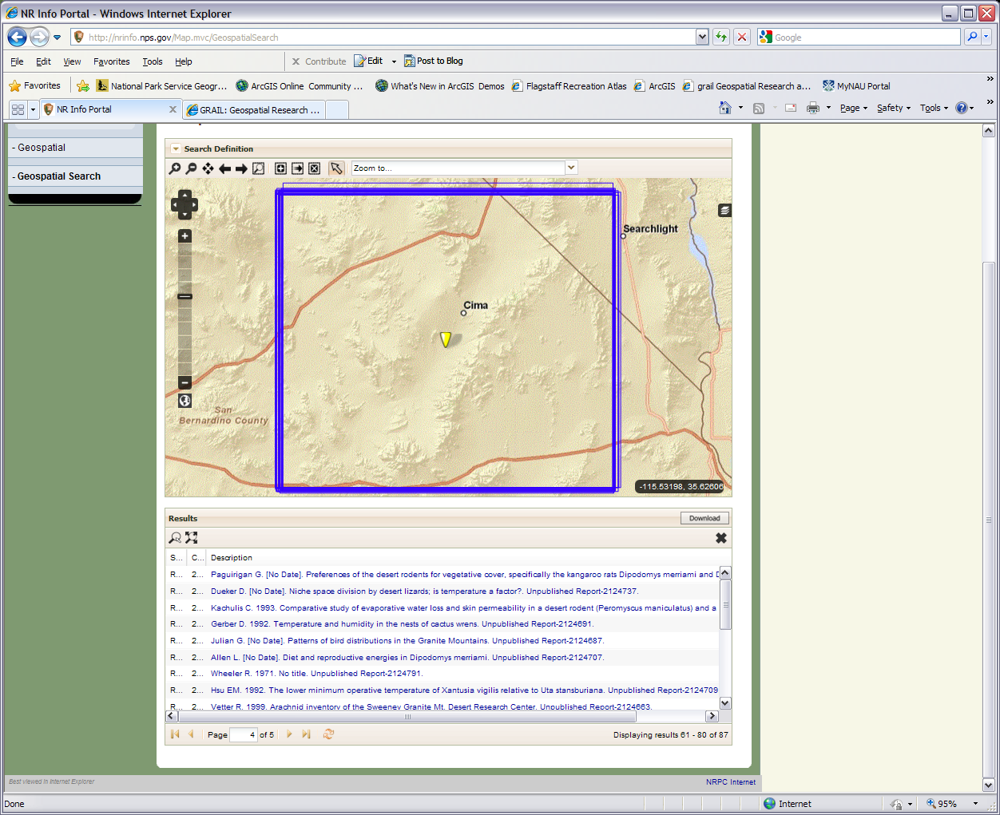 NR Info Portal - Windows Internet Explorer
http://nrinfo.nps.gov/Map.mvc/GeospatialSearch
Google
File Edit View Favorites Tools Help
Contribute Edit Post to Blog
Favorites National Park Service Geogr... ArcGIS Online Community ... What's New in ArcGIS Demos Flagstaff Recreation Atlas ArcGIS grail Geospatial Research a... MyNAU Portal
NR Info Portal GRAIL: Geospatial Research ...
Page Safety Tools
- Geospatial
- Geospatial Search
Search Definition
Zoom to...
Searchlight
Cima
San
Bernardino County
-115.53198, 35.62606
Results
Download
S... C... Description
R... 2... Paguirigan G. [No Date]. Preferences of the desert rodents for vegetative cover, specifically the kangaroo rats Dipodomys merriami and D
R... 2... Dueker D. [No Date]. Niche space division by desert lizards; is temperature a factor?. Unpublished Report-2124737.
R... 2... Kachulis C. 1993. Comparative study of evaporative water loss and skin permeability in a desert rodent (Peromyscus maniculatus) and a
R... 2... Gerber D. 1992. Temperature and humidity in the nests of cactus wrens. Unpublished Report-2124691.
R... 2... Julian G. [No Date]. Patterns of bird distributions in the Granite Mountains. Unpublished Report-2124687.
R... 2... Allen L. [No Date]. Diet and reproductive energies in Dipodomys merriami. Unpublished Report-2124707.
R... 2... Wheeler R. 1971. No title. Unpublished Report-2124791.
R... 2... Hsu EM. 1992. The lower minimum operative temperature of Xantusia vigilis relative to Uta stansburiana. Unpublished Report-2124709
R... 2... Vetter R. 1999. Arachnid inventory of the Sweeney Granite Mt. Desert Research Center. Unpublished Report-2124663.
Page 4 of 5
Displaying results 61 - 80 of 87
Best viewed in Internet Explorer
NRPC Internet
Done
Internet
95%